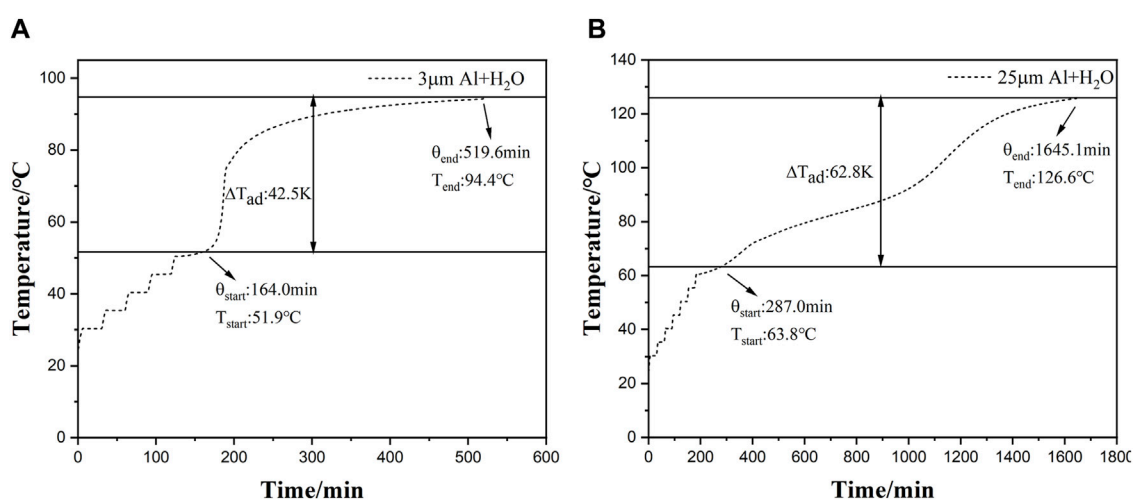 A
3μm Al+H2O
100
80
60
40
20
0
ΔTad:42.5K
θend:519.6min
Tend:94.4℃
θstart:164.0min
Tstart:51.9℃
0 100 200 300 400 500 600
Time/min
Temperature/℃
B
25μm Al+H2O
140
120
100
80
60
40
20
0
ΔTad:62.8K
θend:1645.1min
Tend:126.6℃
θstart:287.0min
Tstart:63.8℃
0 200 400 600 800 1000 1200 1400 1600 1800
Time/min
Temperature/℃